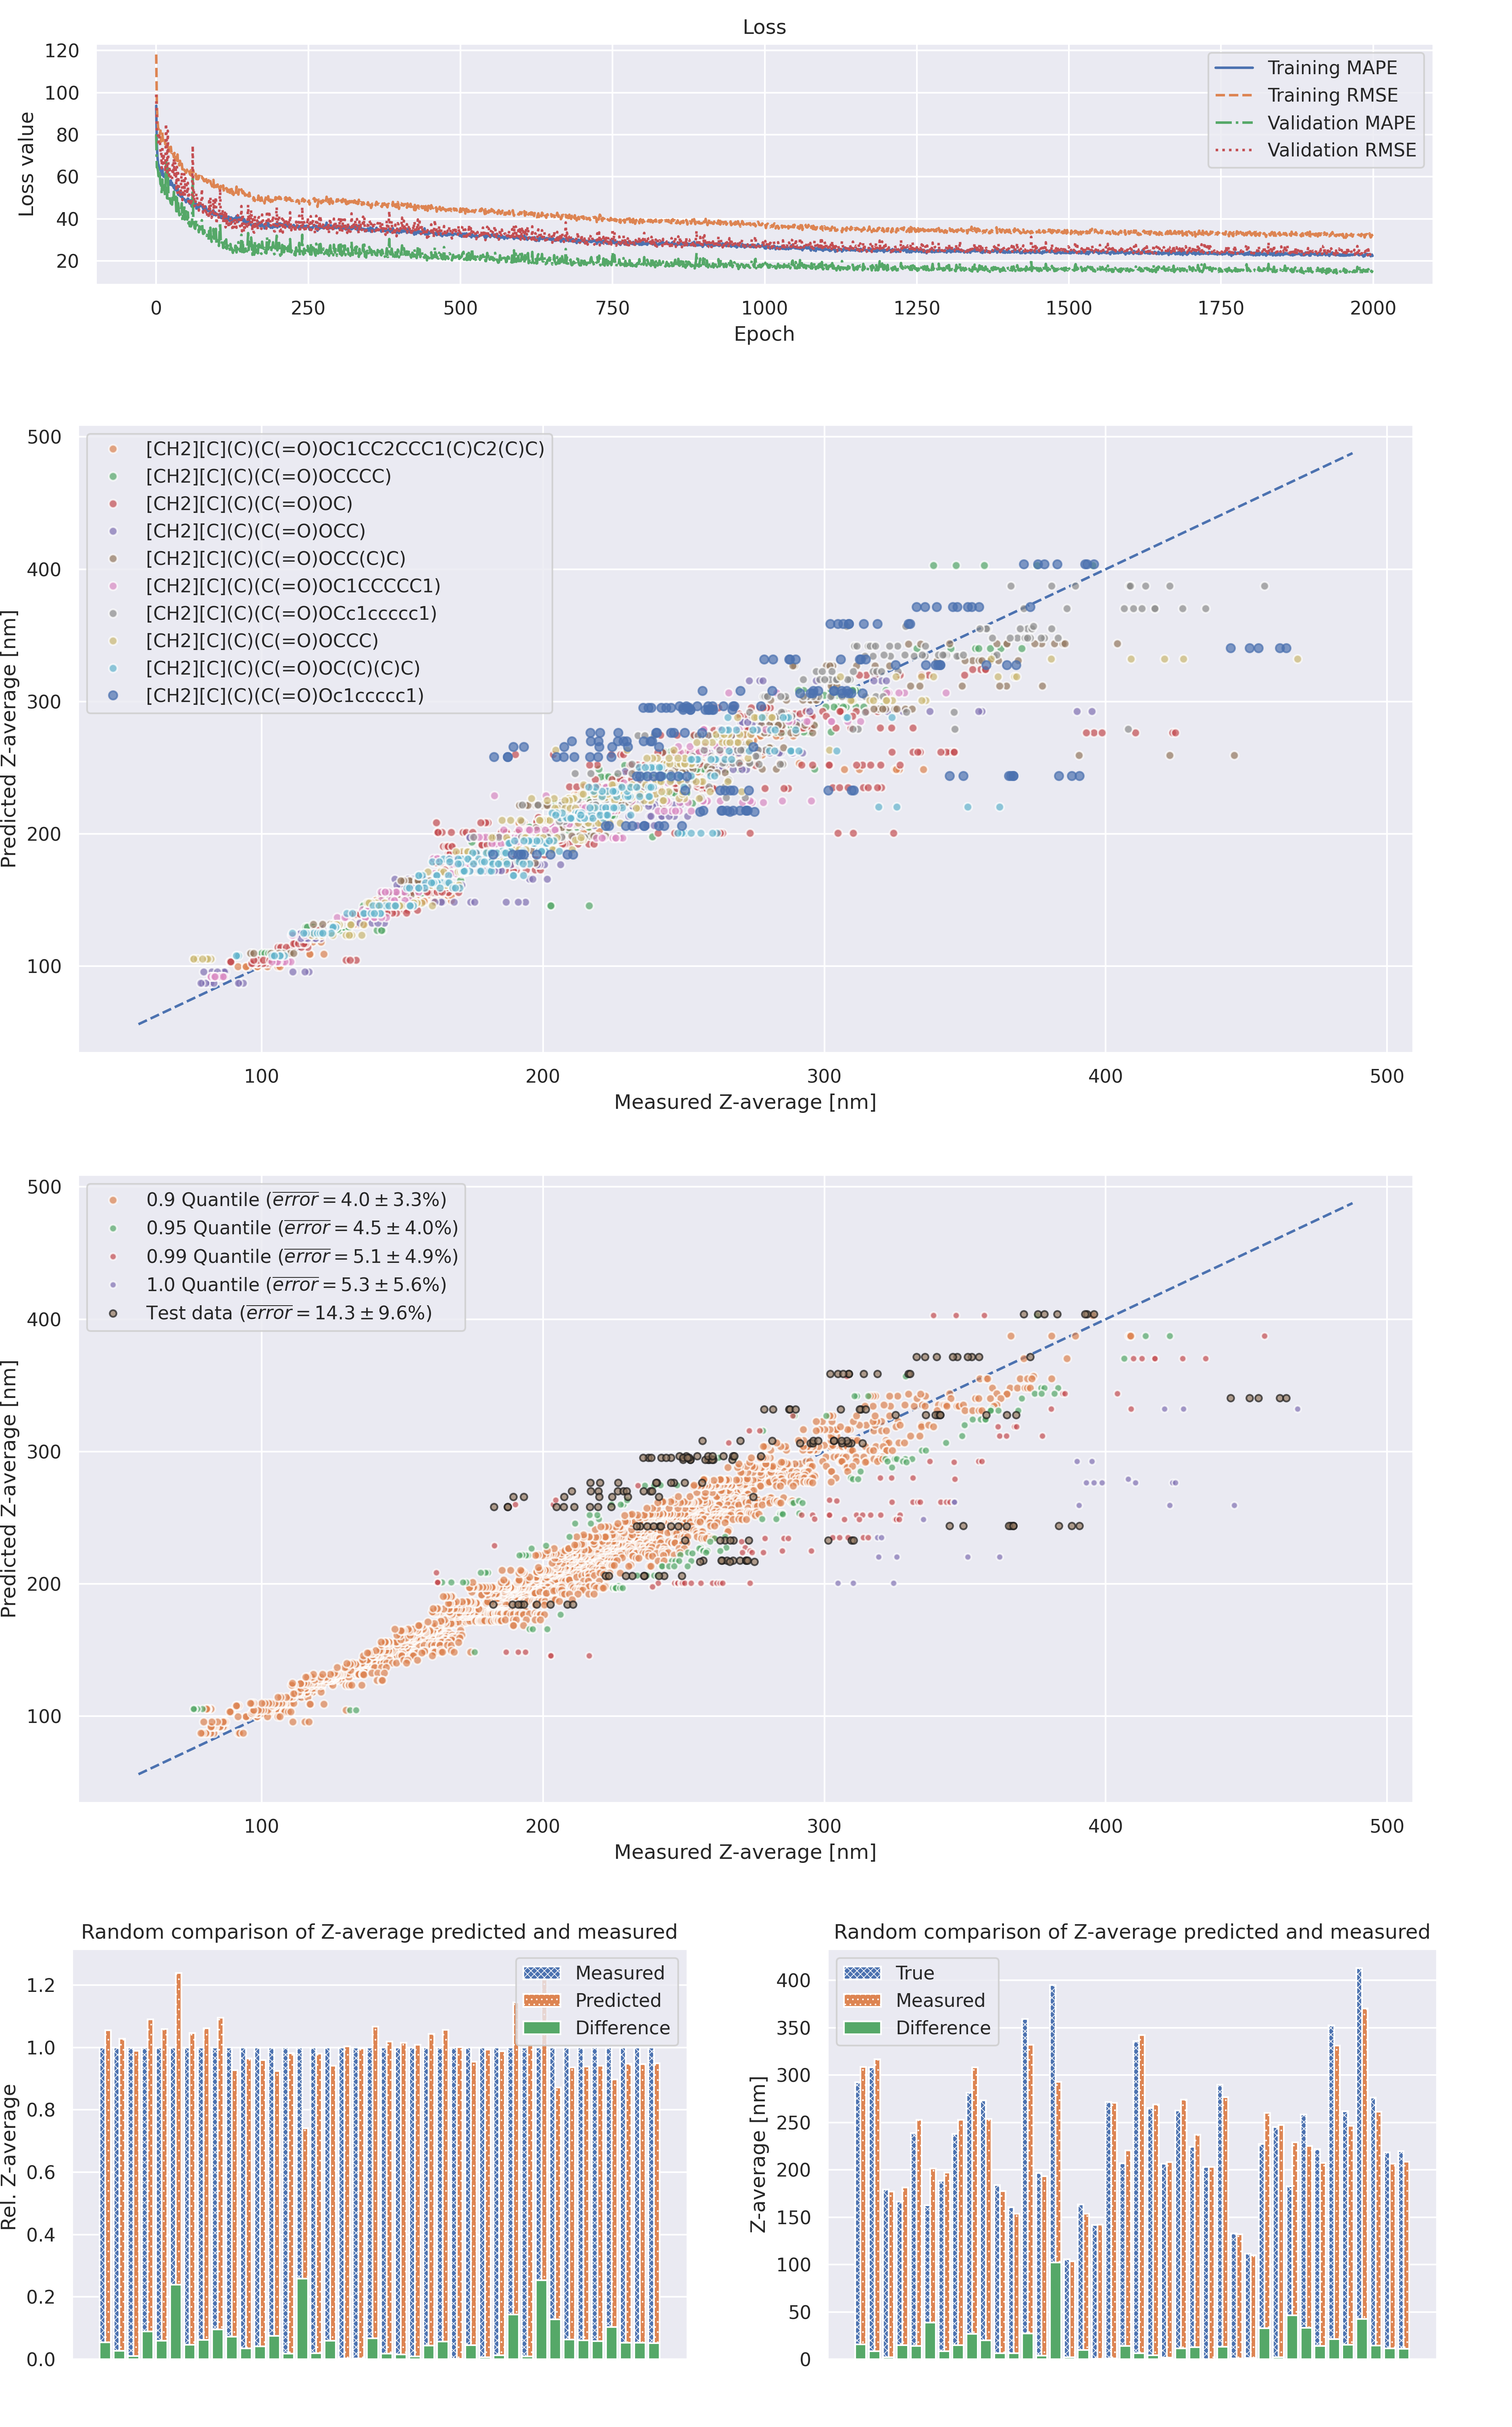 Loss
120
100
80
60
40
20
Loss value
Training MAPE
Training RMSE
Validation MAPE
Validation RMSE
0 250 500 750 1000 1250 1500 1750 2000
Epoch
500
400
300
200
100
Predicted Z-average [nm]
[CH2][C](C)(C(=O)OC1CC2CCC1(C)C2(C)C)
[CH2][C](C)(C(=O)OCCCC)
[CH2][C](C)(C(=O)OC)
[CH2][C](C)(C(=O)OCC)
[CH2][C](C)(C(=O)OCC(C)C)
[CH2][C](C)(C(=O)OC1CCCCC1)
[CH2][C](C)(C(=O)OCc1ccccc1)
[CH2][C](C)(C(=O)OCCC)
[CH2][C](C)(C(=O)OC(C)(C)C)
[CH2][C](C)(C(=O)Oc1ccccc1)
100 200 300 400 500
Measured Z-average [nm]
500
400
300
200
100
Predicted Z-average [nm]
0.9 Quantile (error = 4.0 ± 3.3%)
0.95 Quantile (error = 4.5 ± 4.0%)
0.99 Quantile (error = 5.1 ± 4.9%)
1.0 Quantile (error = 5.3 ± 5.6%)
Test data (error = 14.3 ± 9.6%)
100 200 300 400 500
Measured Z-average [nm]
Random comparison of Z-average predicted and measured
1.2
1.0
0.8
0.6
0.4
0.2
0.0
Rel. Z-average
Measured
Predicted
Difference
Random comparison of Z-average predicted and measured
400
350
300
250
200
150
100
50
0
Z-average [nm]
True
Measured
Difference